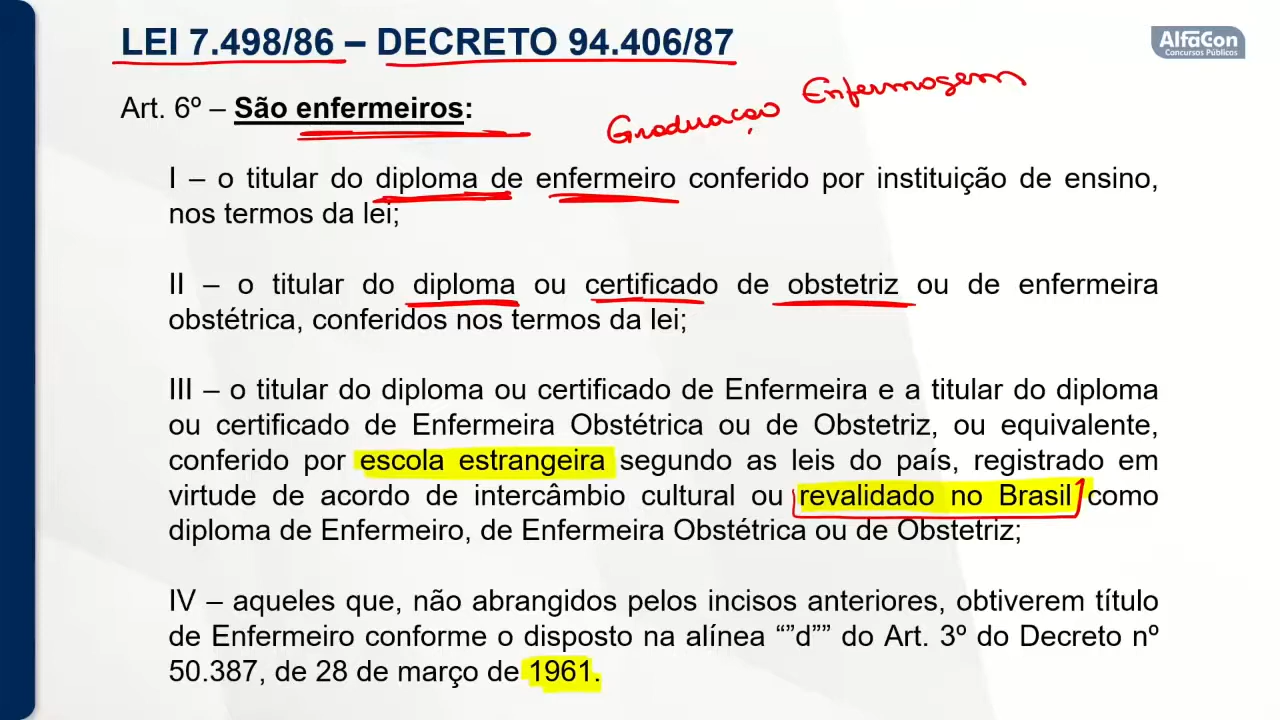 LEI 7.498/86 – DECRETO 94.406/87
AlfaCon
Concursos Públicos
Art. 6º – São enfermeiros:
Graduação Enfermagem
I – o titular do diploma de enfermeiro conferido por instituição de ensino,
nos termos da lei;
II – o titular do diploma ou certificado de obstetriz ou de enfermeira
obstétrica, conferidos nos termos da lei;
III – o titular do diploma ou certificado de Enfermeira e a titular do diploma
ou certificado de Enfermeira Obstétrica ou de Obstetriz, ou equivalente,
conferido por escola estrangeira segundo as leis do país, registrado em
virtude de acordo de intercâmbio cultural ou revalidado no Brasil como
diploma de Enfermeiro, de Enfermeira Obstétrica ou de Obstetriz;
IV – aqueles que, não abrangidos pelos incisos anteriores, obtiverem título
de Enfermeiro conforme o disposto na alínea “”d”” do Art. 3º do Decreto nº
50.387, de 28 de março de 1961.